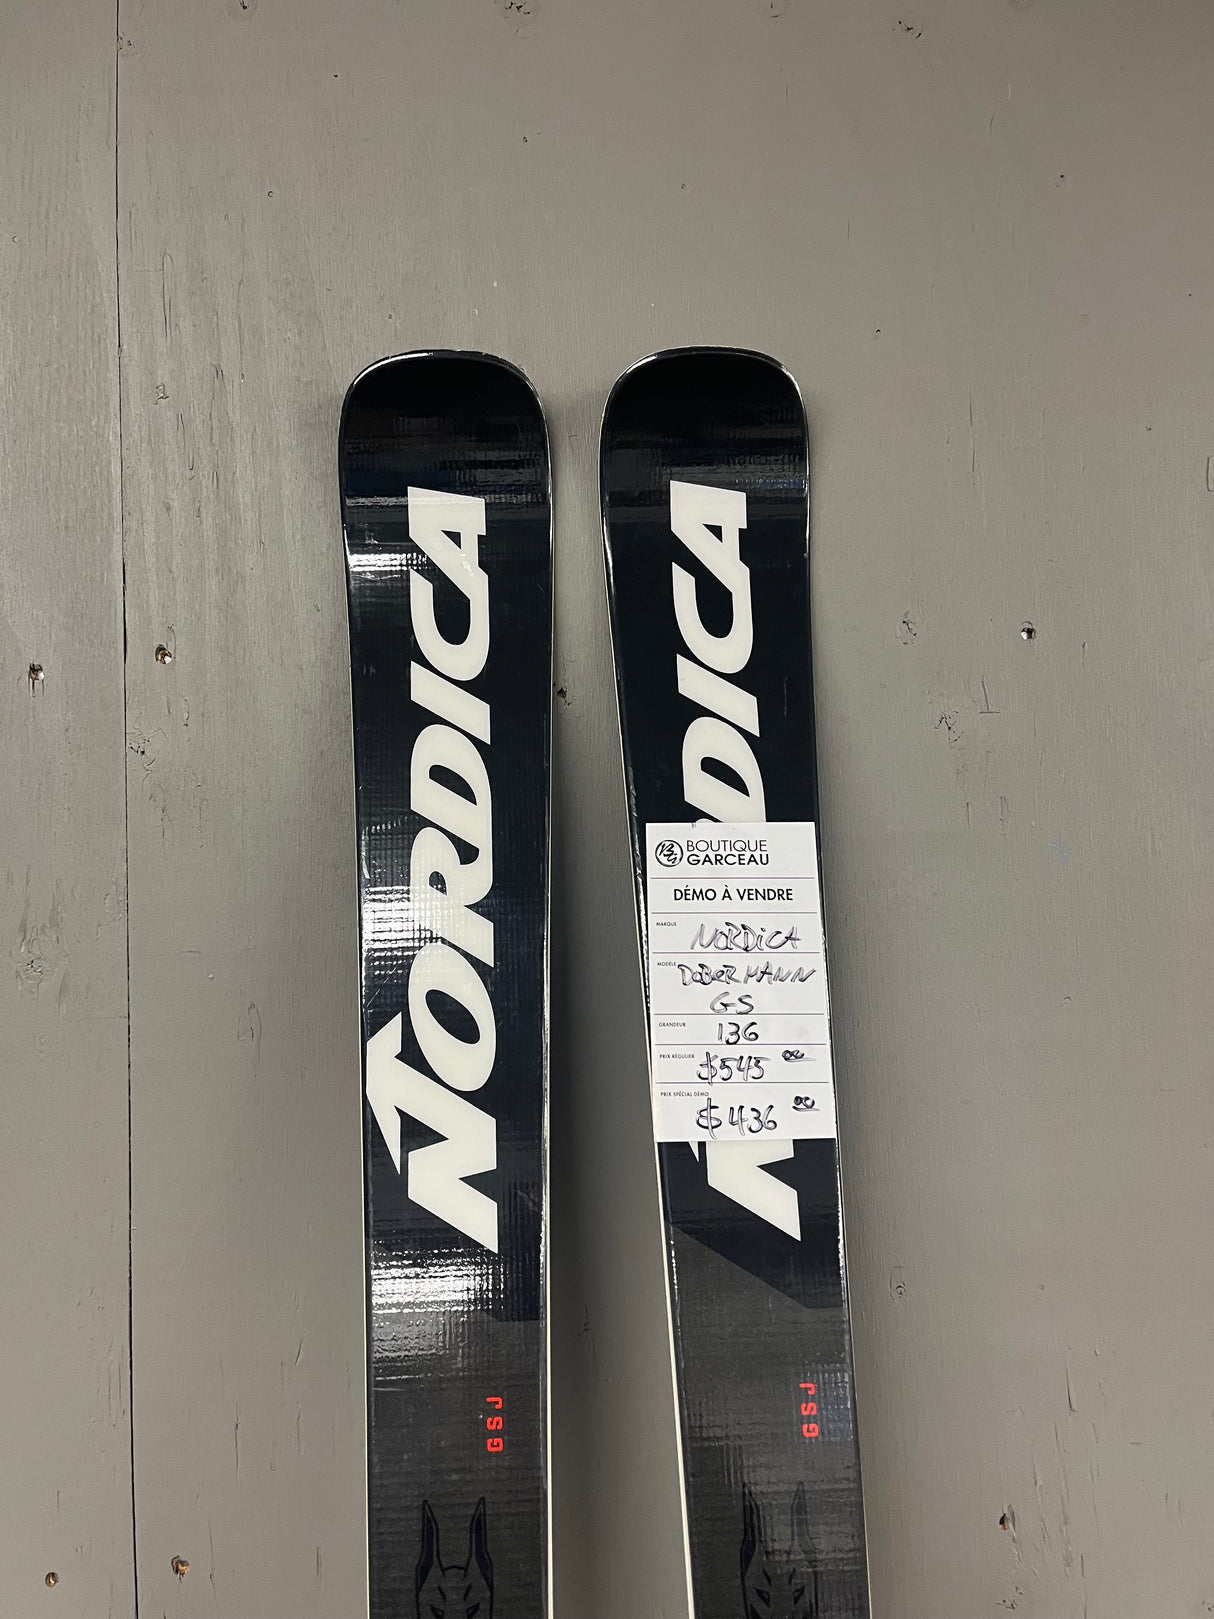 NORDICA
NORDICA
BG BOUTIQUE
GARCEAU
DÉMO À VENDRE
MARQUE NORDiCA
MODÈLE DOBERMANN
GS
GRANDEUR 136
PRIX RÉGULIER $545 00
PRIX SPÉCIAL DÉMO $436 00
GSJ
GSJ